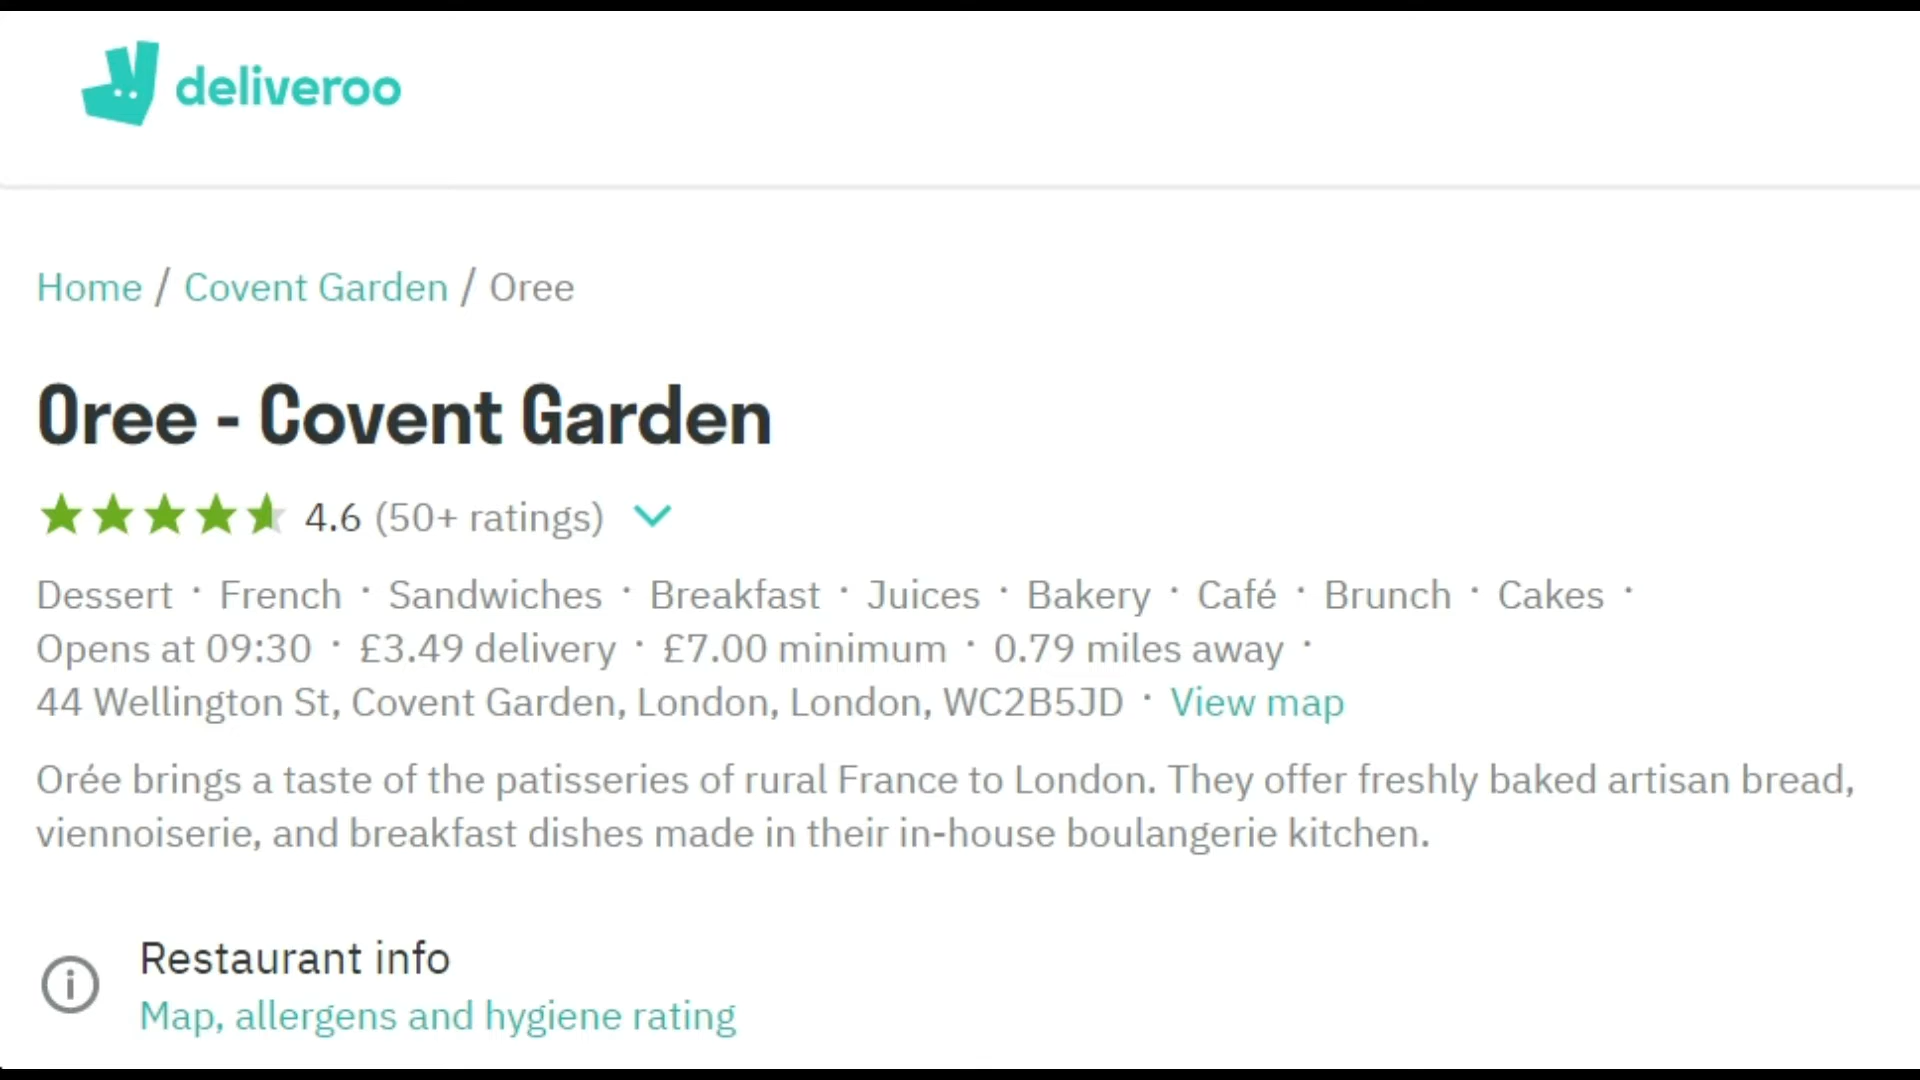 deliveroo
Home / Covent Garden / Oree
Oree - Covent Garden
4.6 (50+ ratings)
Dessert · French · Sandwiches · Breakfast · Juices · Bakery · Café · Brunch · Cakes ·
Opens at 09:30 · £3.49 delivery · £7.00 minimum · 0.79 miles away ·
44 Wellington St, Covent Garden, London, London, WC2B5JD · View map
Orée brings a taste of the patisseries of rural France to London. They offer freshly baked artisan bread,
viennoiserie, and breakfast dishes made in their in-house boulangerie kitchen.
Restaurant info
Map, allergens and hygiene rating